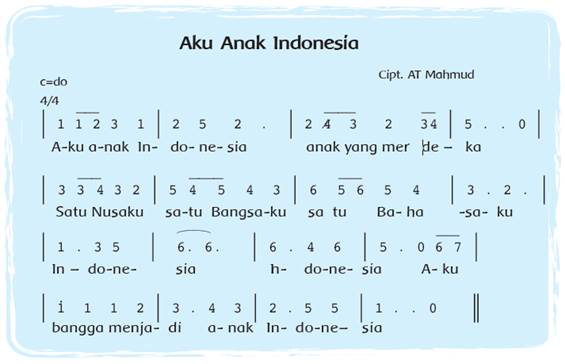 Aku Anak Indonesia
Cipt. AT Mahmud
c=do
4/4
| 1 1 2 3 1 | 2 5 2 . | 2 4 3 2 34 | 5 . . 0 |
A-ku a-nak In- do- ne- sia anak yang mer de – ka
| 3 3 4 3 2 | 5 4 5 4 3 | 6 5 6 5 4 | 3 . 2 . |
Satu Nusaku sa-tu Bangsa-ku sa tu Ba- ha -sa- ku
| 1 . 3 5 | 6. 6. | 6 . 4 6 | 5 . 0 6 7 |
In – do-ne- sia h- do-ne- sia A- ku
| i 1 1 2 | 3 . 4 3 | 2 . 5 5 | 1 . . 0 ||
bangga menja- di a- nak In- do-ne– sia